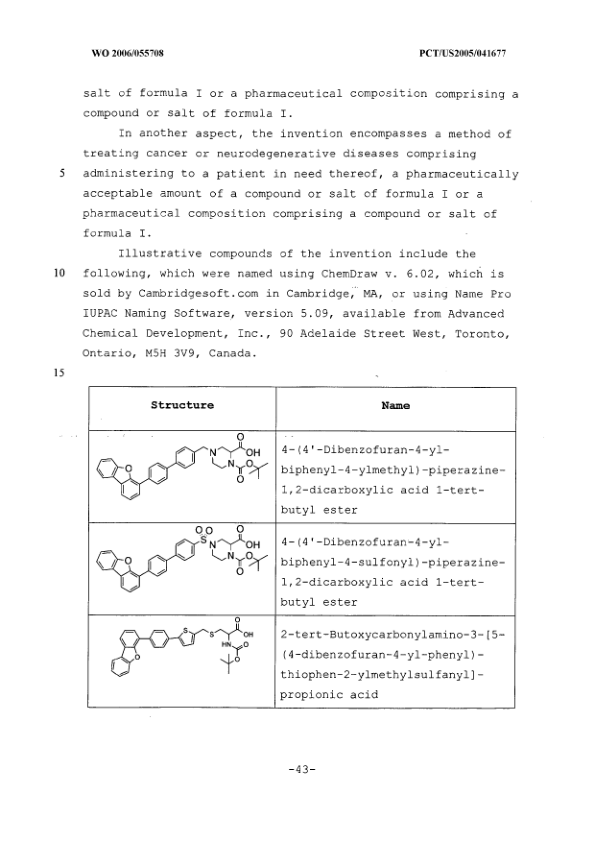 WO 2006/055708 PCT/US2005/041677
salt of formula I or a pharmaceutical composition comprising a
compound or salt of formula I.
In another aspect, the invention encompasses a method of
treating cancer or neurodegenerative diseases comprising
5 administering to a patient in need thereof, a pharmaceutically
acceptable amount of a compound or salt of formula I or a
pharmaceutical composition comprising a compound or salt of
formula I.
Illustrative compounds of the invention include the
10 following, which were named using ChemDraw v. 6.02, which is
sold by Cambridgesoft.com in Cambridge, MA, or using Name Pro
IUPAC Naming Software, version 5.09, available from Advanced
Chemical Development, Inc., 90 Adelaide Street West, Toronto,
Ontario, M5H 3V9, Canada.
15
Structure Name
O
N OH
O N O
O
4-(4'-Dibenzofuran-4-yl-
biphenyl-4-ylmethyl)-piperazine-
1,2-dicarboxylic acid 1-tert-
butyl ester
O O O
S N OH
O N O
O
4-(4'-Dibenzofuran-4-yl-
biphenyl-4-sulfonyl)-piperazine-
1,2-dicarboxylic acid 1-tert-
butyl ester
O
S S OH
O HN O
O
2-tert-Butoxycarbonylamino-3-[5-
(4-dibenzofuran-4-yl-phenyl)-
thiophen-2-ylmethylsulfanyl]-
propionic acid
-43-